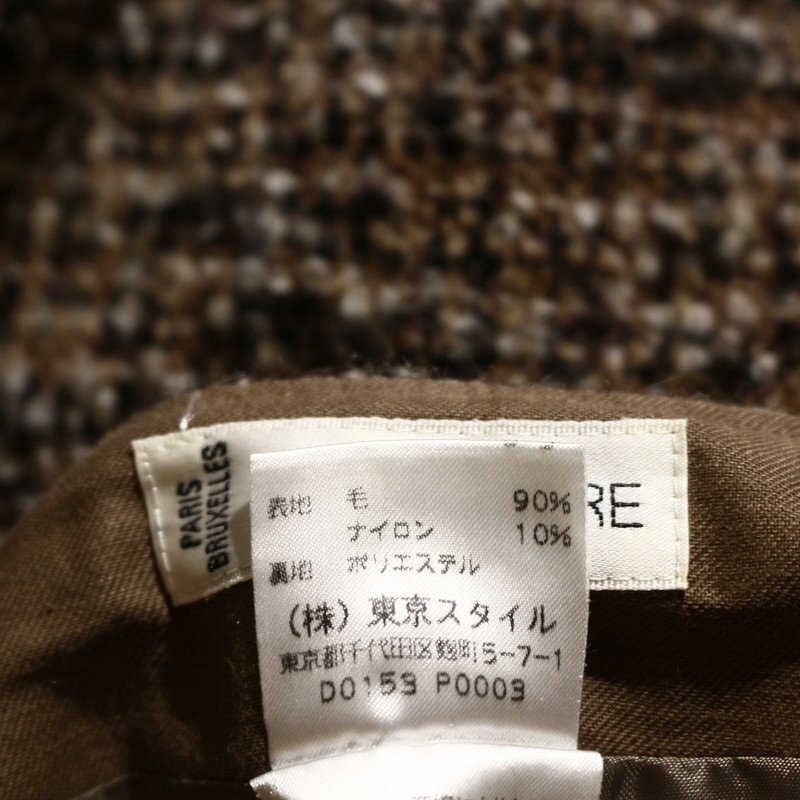 PARIS
BRUXELLES
RE
表地 毛 90%
ナイロン 10%
裏地 ポリエステル
(株)東京スタイル
東京都千代田区麹町5-7-1
D0153 P0003